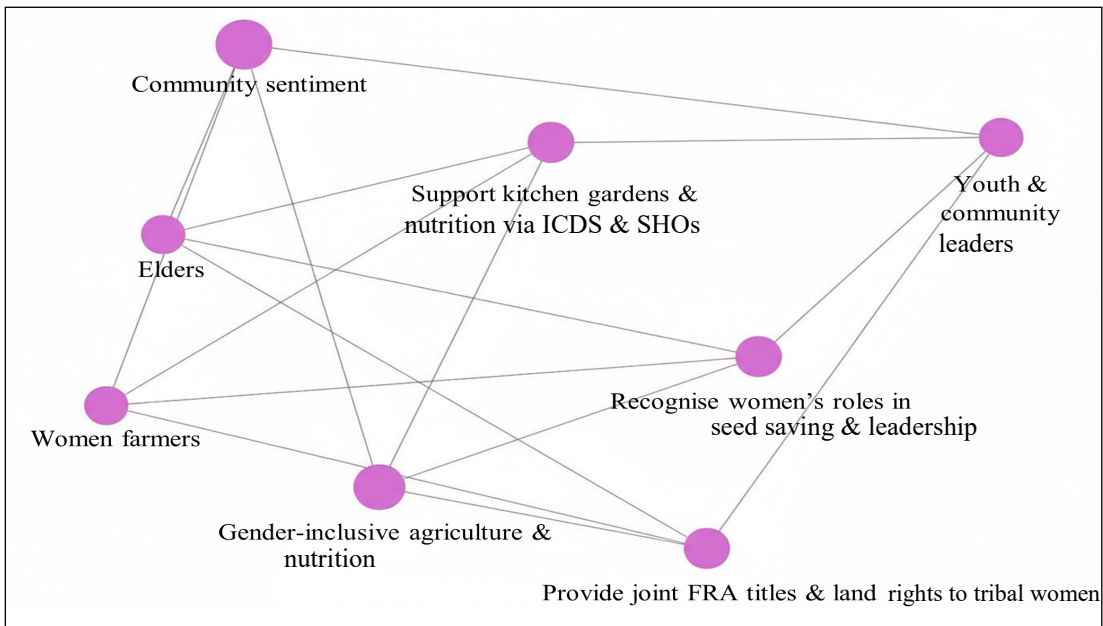 Community sentiment
Support kitchen gardens &
nutrition via ICDS & SHOs
Youth &
community
leaders
Elders
Recognise women's roles in
seed saving & leadership
Women farmers
Gender-inclusive agriculture &
nutrition
Provide joint FRA titles & land rights to tribal women